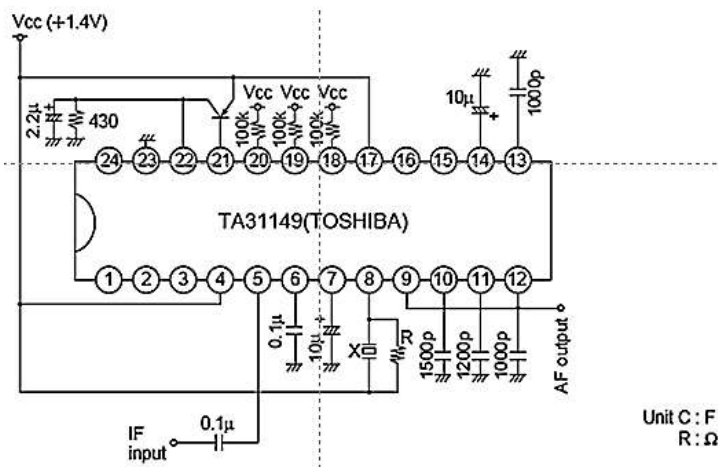 Vcc (+1.4V)
2.2μ + 430
Vcc Vcc Vcc
100k 100k 100k
10μ + 1000p
24 23 22 21 20 19 18 17 16 15 14 13
TA31149(TOSHIBA)
1 2 3 4 5 6 7 8 9 10 11 12
0.1μ 10μ + X R 1500p 1200p 1000p AF output
IF input
0.1μ
Unit C : F
R : Ω